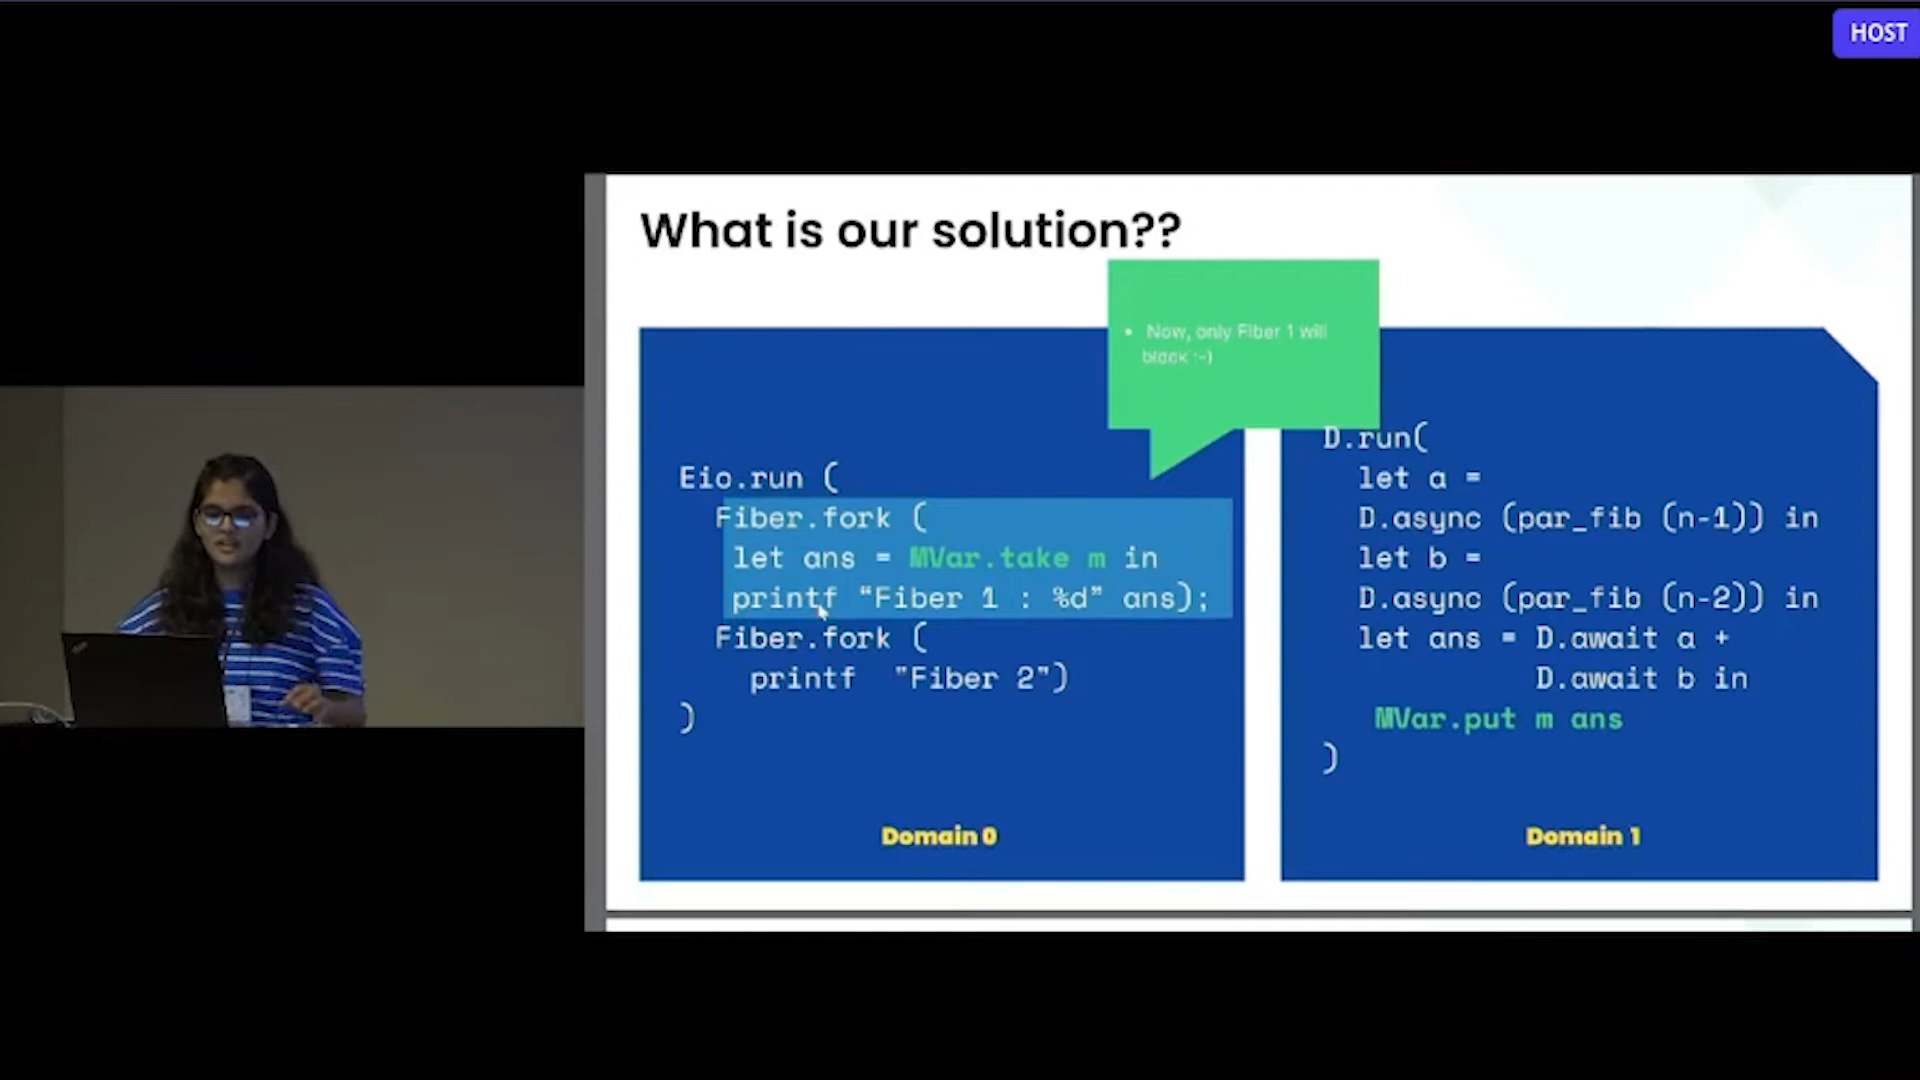 HOST
What is our solution??
• Now, only Fiber 1 will
block :-)
Eio.run (
Fiber.fork (
let ans = MVar.take m in
printf “Fiber 1 : %d” ans);
Fiber.fork (
printf "Fiber 2")
)
Domain 0
D.run(
let a =
D.async (par_fib (n-1)) in
let b =
D.async (par_fib (n-2)) in
let ans = D.await a +
D.await b in
MVar.put m ans
)
Domain 1